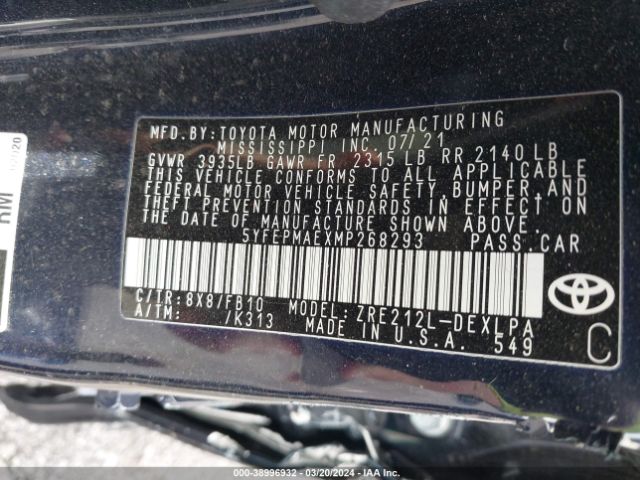 MFD.BY:TOYOTA MOTOR MANUFACTURING
MISSISSIPPI INC. 07/21
GVWR 3935LB GAWR FR 2315 LB RR 2140 LB
THIS VEHICLE CONFORMS TO ALL APPLICABLE
FEDERAL MOTOR VEHICLE SAFETY, BUMPER, AND
THEFT PREVENTION STANDARDS IN EFFECT ON
THE DATE OF MANUFACTURE SHOWN ABOVE.
5YFEPMAEXMP268293 PASS.CAR
C/TR:8X8/FB10 MODEL:ZRE212L-DEXLPA
A/TM: /K313 MADE IN U.S.A. 549
C
RM
000-38996932 - 03/20/2024 - IAA Inc.